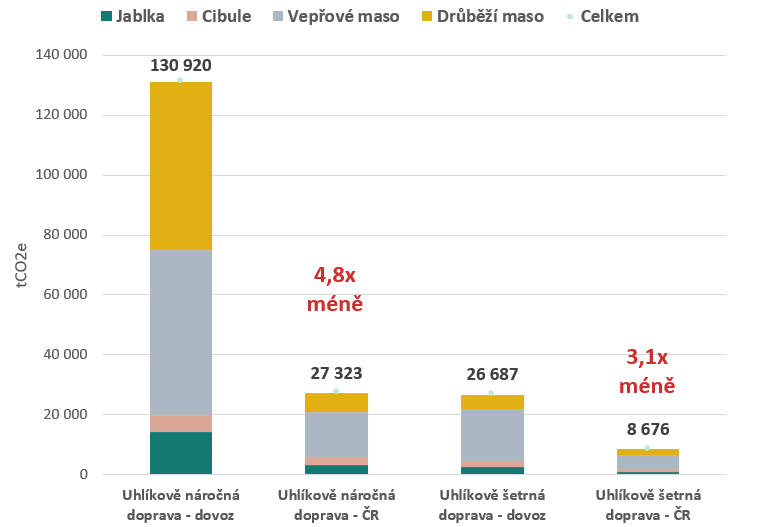 Jablka Cibule Vepřové maso Drůbeží maso Celkem
140 000
120 000
100 000
80 000
60 000
40 000
20 000
0
tCO2e
130 920
4,8x
méně
27 323
26 687
3,1x
méně
8 676
Uhlíkově náročná
doprava - dovoz
Uhlíkově náročná
doprava - ČR
Uhlíkově šetrná
doprava - dovoz
Uhlíkově šetrná
doprava - ČR